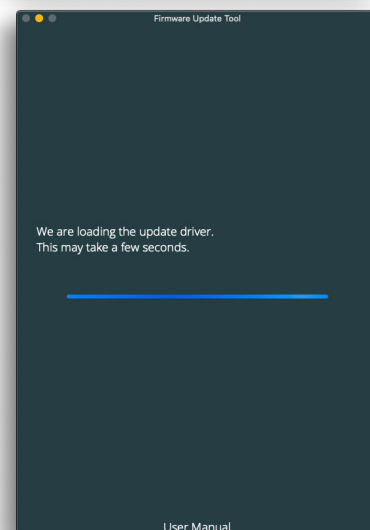 Firmware Update Tool
We are loading the update driver.
This may take a few seconds.
User Manual